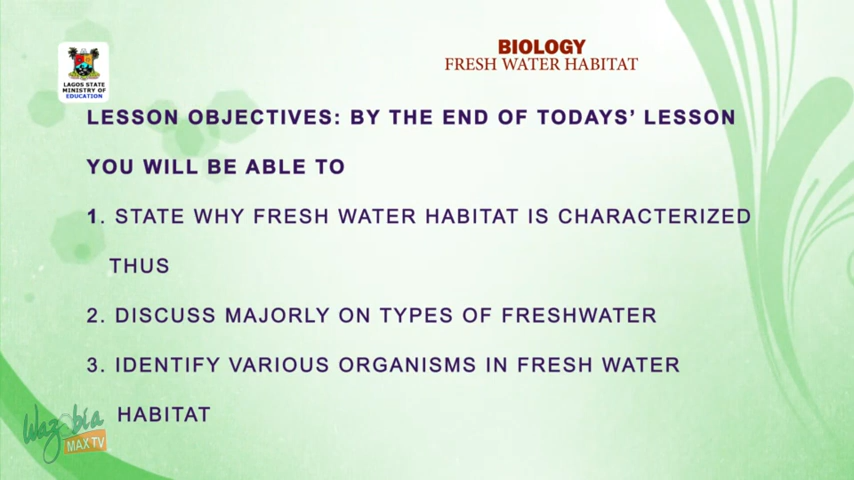 BIOLOGY
FRESH WATER HABITAT
LAGOS STATE
MINISTRY OF
EDUCATION
LESSON OBJECTIVES: BY THE END OF TODAYS’ LESSON
YOU WILL BE ABLE TO
1. STATE WHY FRESH WATER HABITAT IS CHARACTERIZED
THUS
2. DISCUSS MAJORLY ON TYPES OF FRESHWATER
3. IDENTIFY VARIOUS ORGANISMS IN FRESH WATER
HABITAT
Wazobia
MAX TV